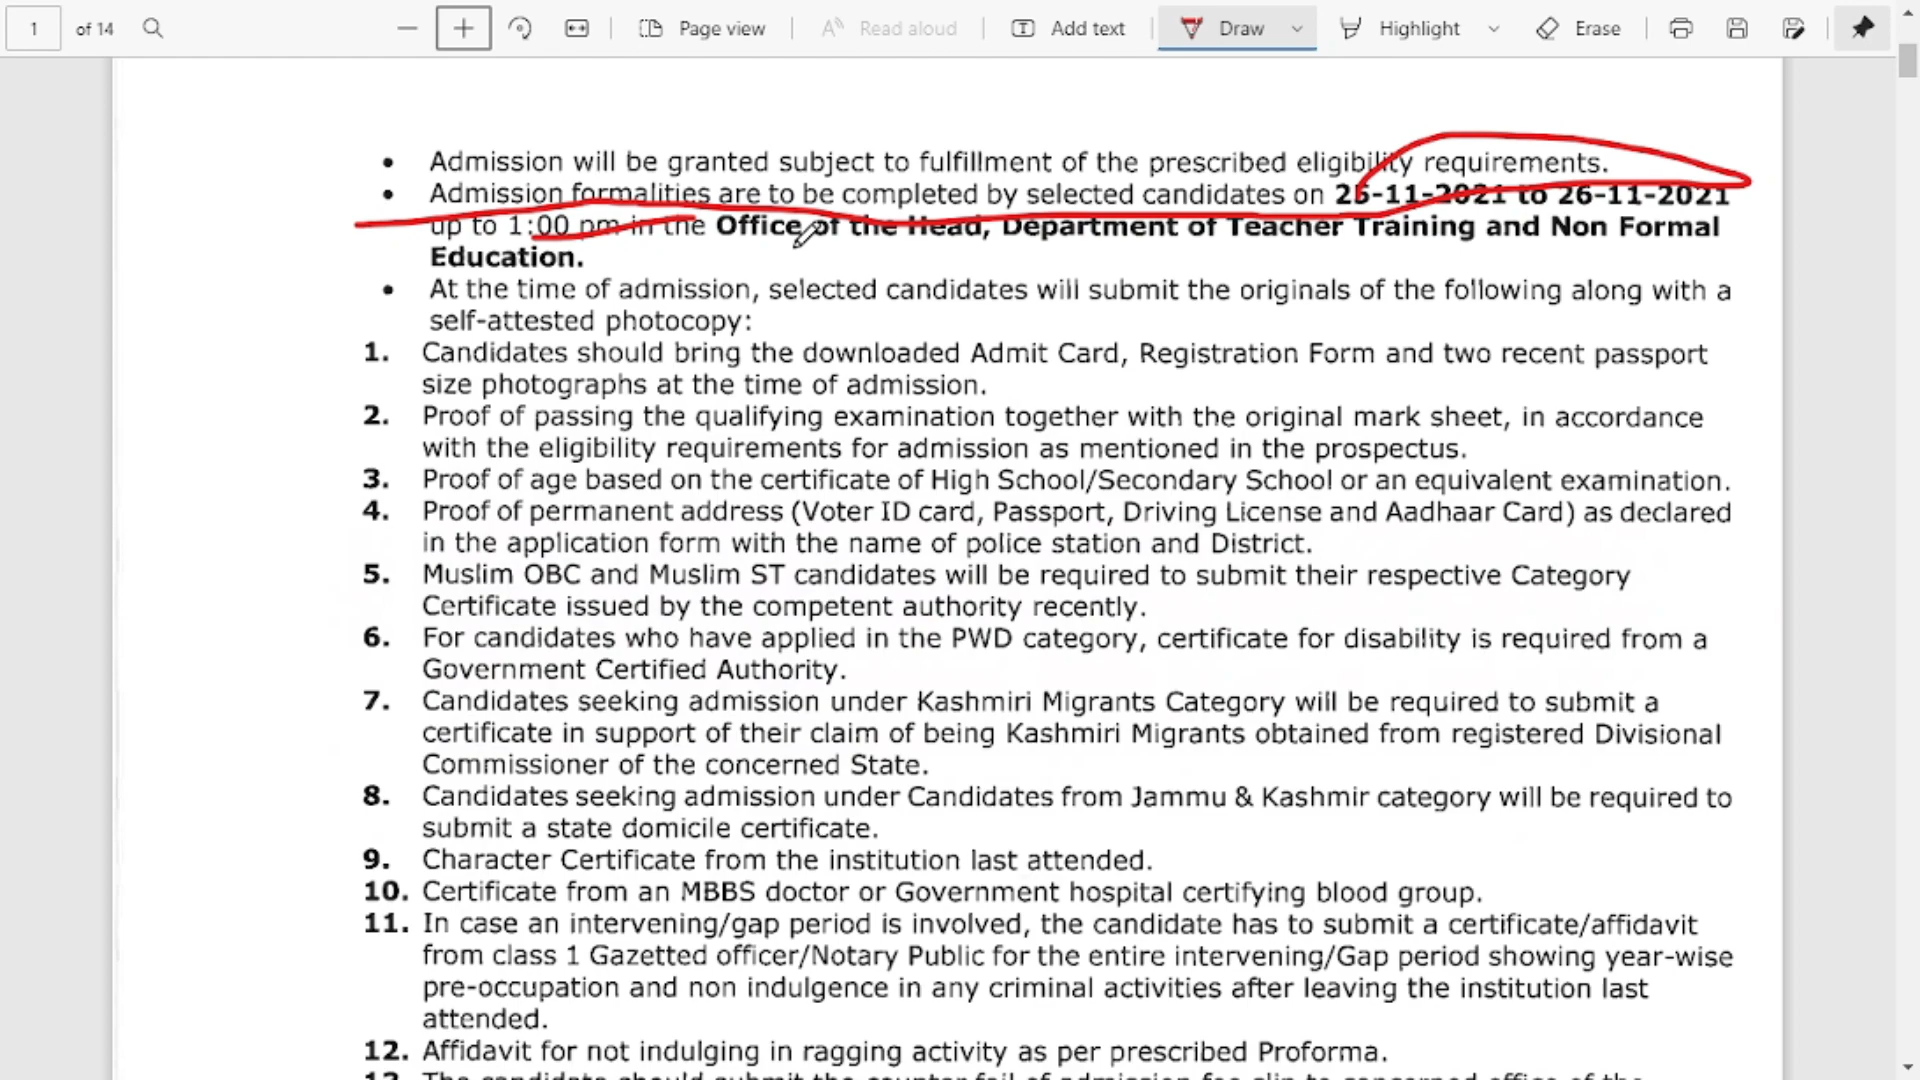 1 of 14 Page view Read aloud Add text Draw Highlight Erase
• Admission will be granted subject to fulfillment of the prescribed eligibility requirements.
• Admission formalities are to be completed by selected candidates on 25-11-2021 to 26-11-2021
up to 1:00 pm in the Office of the Head, Department of Teacher Training and Non Formal
Education.
• At the time of admission, selected candidates will submit the originals of the following along with a
self-attested photocopy:
1. Candidates should bring the downloaded Admit Card, Registration Form and two recent passport
size photographs at the time of admission.
2. Proof of passing the qualifying examination together with the original mark sheet, in accordance
with the eligibility requirements for admission as mentioned in the prospectus.
3. Proof of age based on the certificate of High School/Secondary School or an equivalent examination.
4. Proof of permanent address (Voter ID card, Passport, Driving License and Aadhaar Card) as declared
in the application form with the name of police station and District.
5. Muslim OBC and Muslim ST candidates will be required to submit their respective Category
Certificate issued by the competent authority recently.
6. For candidates who have applied in the PWD category, certificate for disability is required from a
Government Certified Authority.
7. Candidates seeking admission under Kashmiri Migrants Category will be required to submit a
certificate in support of their claim of being Kashmiri Migrants obtained from registered Divisional
Commissioner of the concerned State.
8. Candidates seeking admission under Candidates from Jammu & Kashmir category will be required to
submit a state domicile certificate.
9. Character Certificate from the institution last attended.
10. Certificate from an MBBS doctor or Government hospital certifying blood group.
11. In case an intervening/gap period is involved, the candidate has to submit a certificate/affidavit
from class 1 Gazetted officer/Notary Public for the entire intervening/Gap period showing year-wise
pre-occupation and non indulgence in any criminal activities after leaving the institution last
attended.
12. Affidavit for not indulging in ragging activity as per prescribed Proforma.